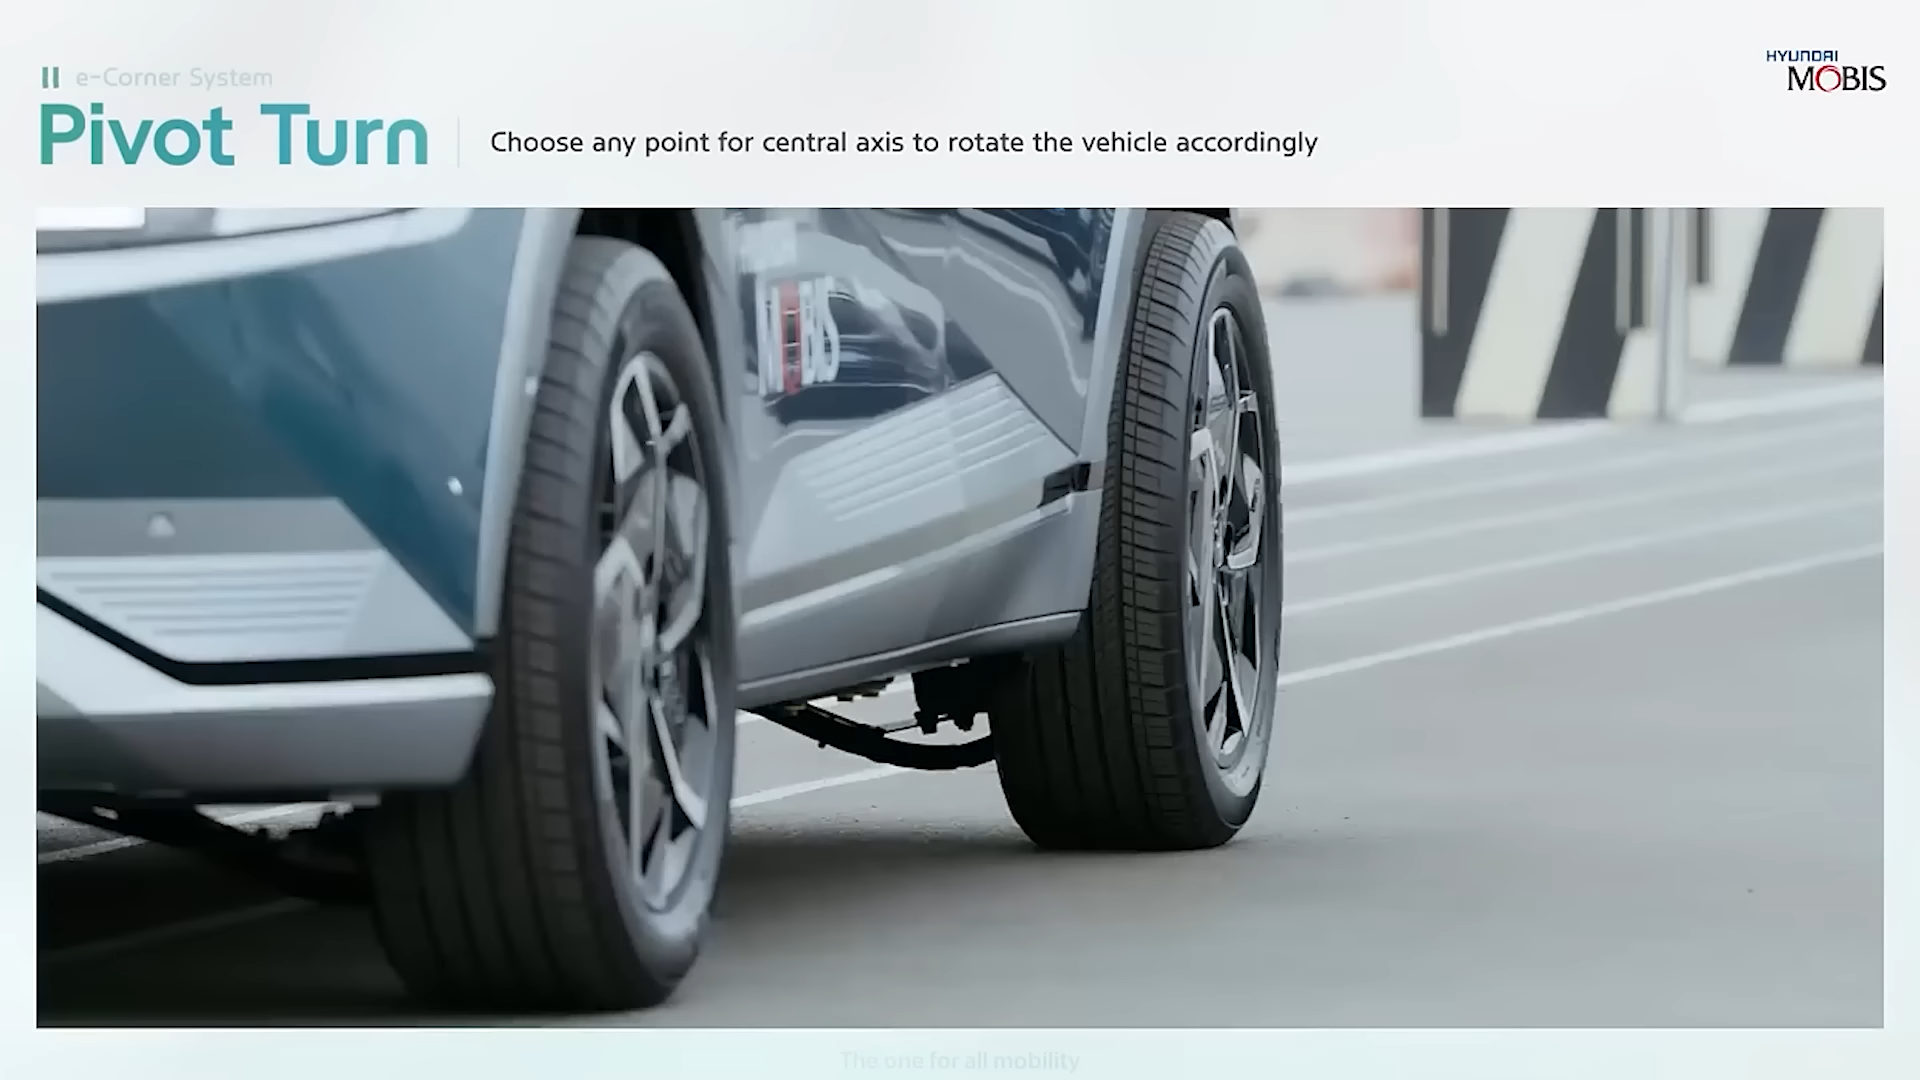 e-Corner System
Pivot Turn
Choose any point for central axis to rotate the vehicle accordingly
HYUNDAI
MOBIS
MOBIS
The one for all mobility